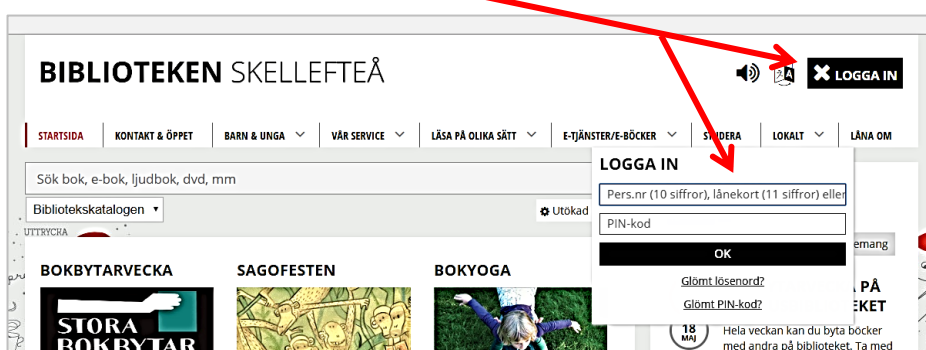 BIBLIOTEKEN SKELLEFTEÅ
LOGGA IN
STARTSIDA KONTAKT & ÖPPET BARN & UNGA VÅR SERVICE LÄSA PÅ OLIKA SÄTT E-TJÄNSTER/E-BÖCKER STUDERA LOKALT LÅNA OM
Sök bok, e-bok, ljudbok, dvd, mm
Bibliotekskatalogen
Utökad
LOGGA IN
Pers.nr (10 siffror), lånekort (11 siffror) eller
PIN-kod
OK
Glömt lösenord?
Glömt PIN-kod?
UTTRYCKA
emang
BOKBYTARVECKA
STORA
BOKBYTAR
SAGOFESTEN
BOKYOGA
PÅ
EKET
18
MAJ
Hela veckan kan du byta böcker
med andra på biblioteket. Ta med